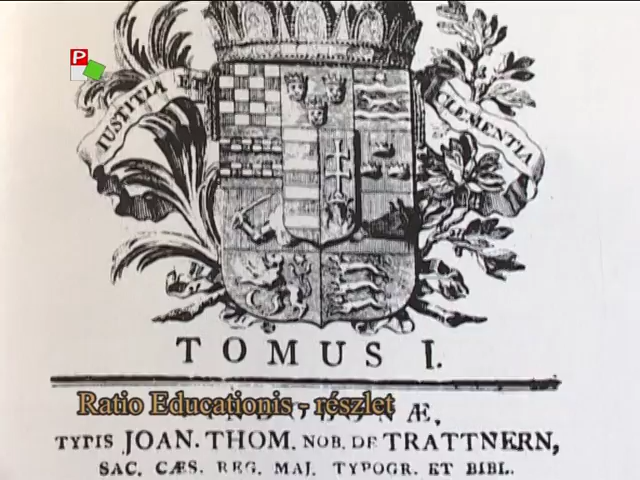 P
IUSTITIA ET
CLEMENTIA
TOMUS I.
Ratio Educationis - részlet
Æ,
TYPIS JOAN. THOM. NOB. DE TRATTNERN,
SAC. CÆS. REG. MAJ. TYPOGR. ET BIBL.